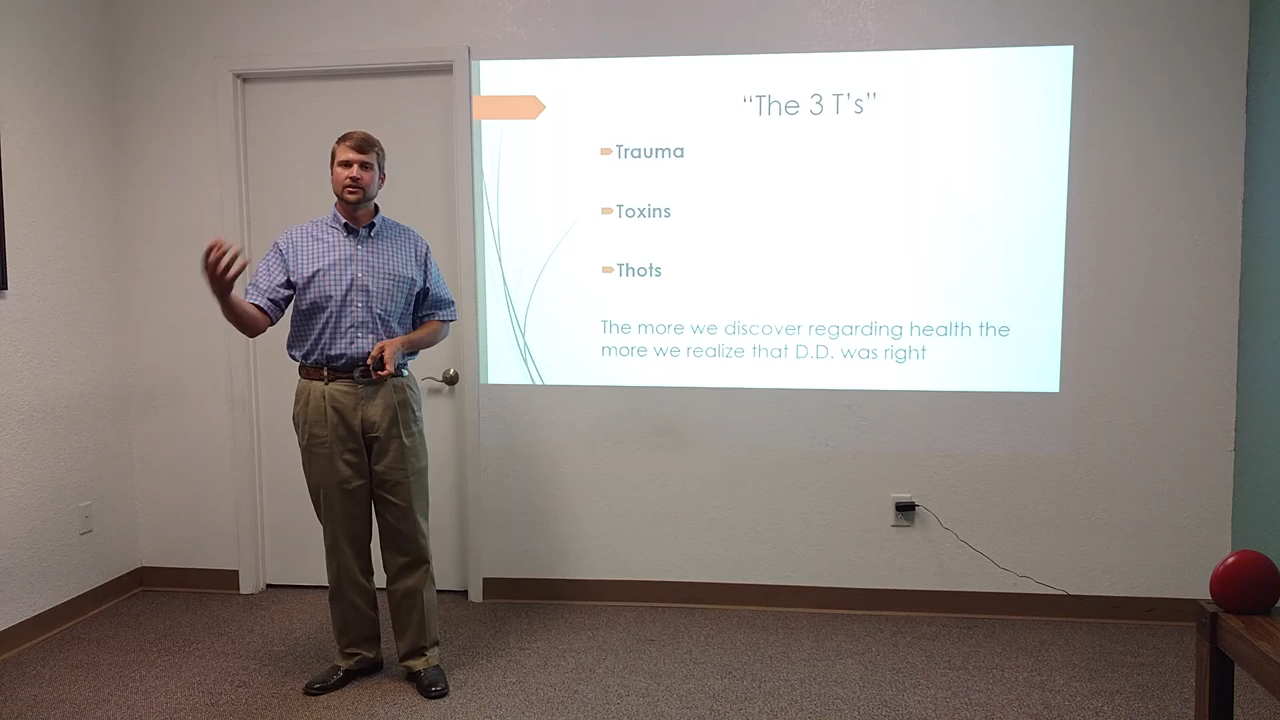 “The 3 T’s”
Trauma
Toxins
Thots
The more we discover regarding health the
more we realize that D.D. was right